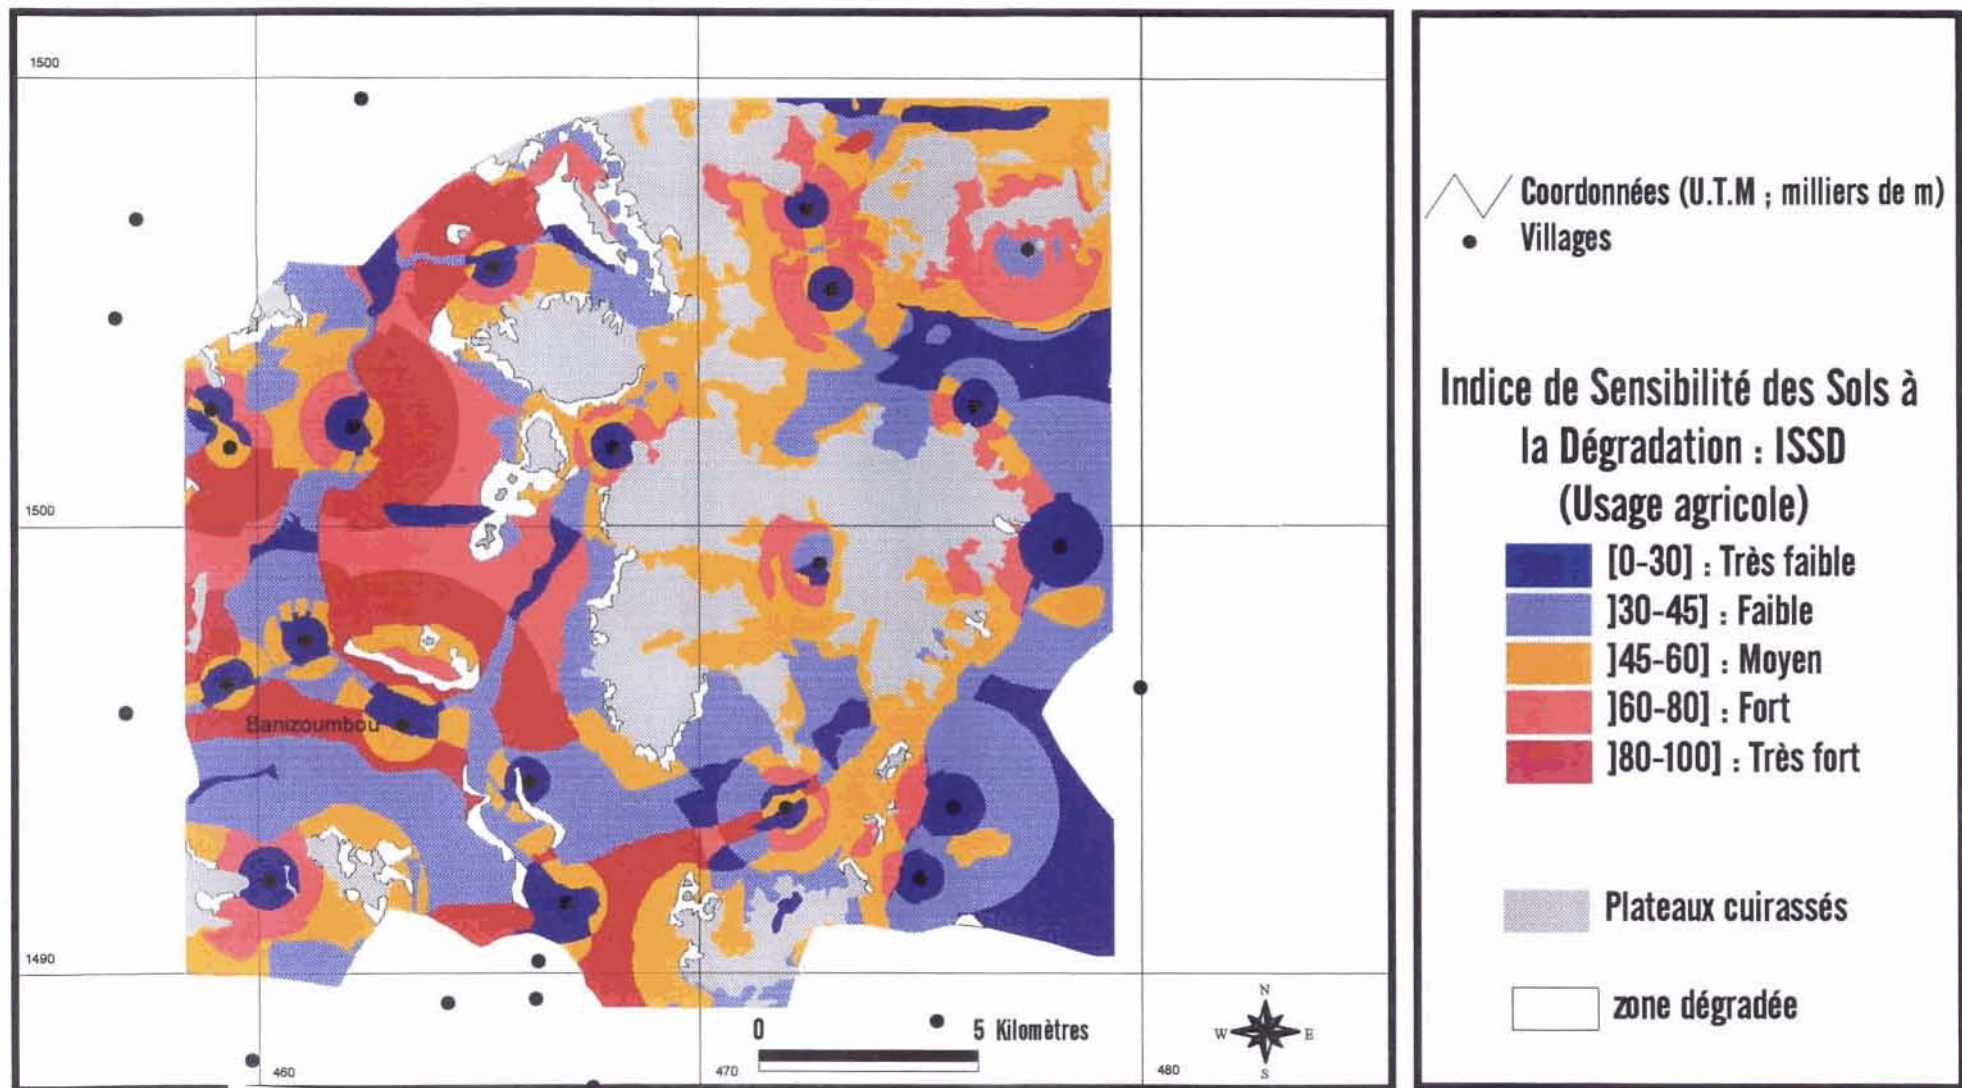 1500
1500
1490
460
470
480
Banizoumbou
0
5 Kilomètres
N
W
E
S
Coordonnées (U.T.M ; milliers de m)
Villages
Indice de Sensibilité des Sols à
la Dégradation : ISSD
(Usage agricole)
[0-30] : Très faible
]30-45] : Faible
]45-60] : Moyen
]60-80] : Fort
]80-100] : Très fort
Plateaux cuirassés
zone dégradée